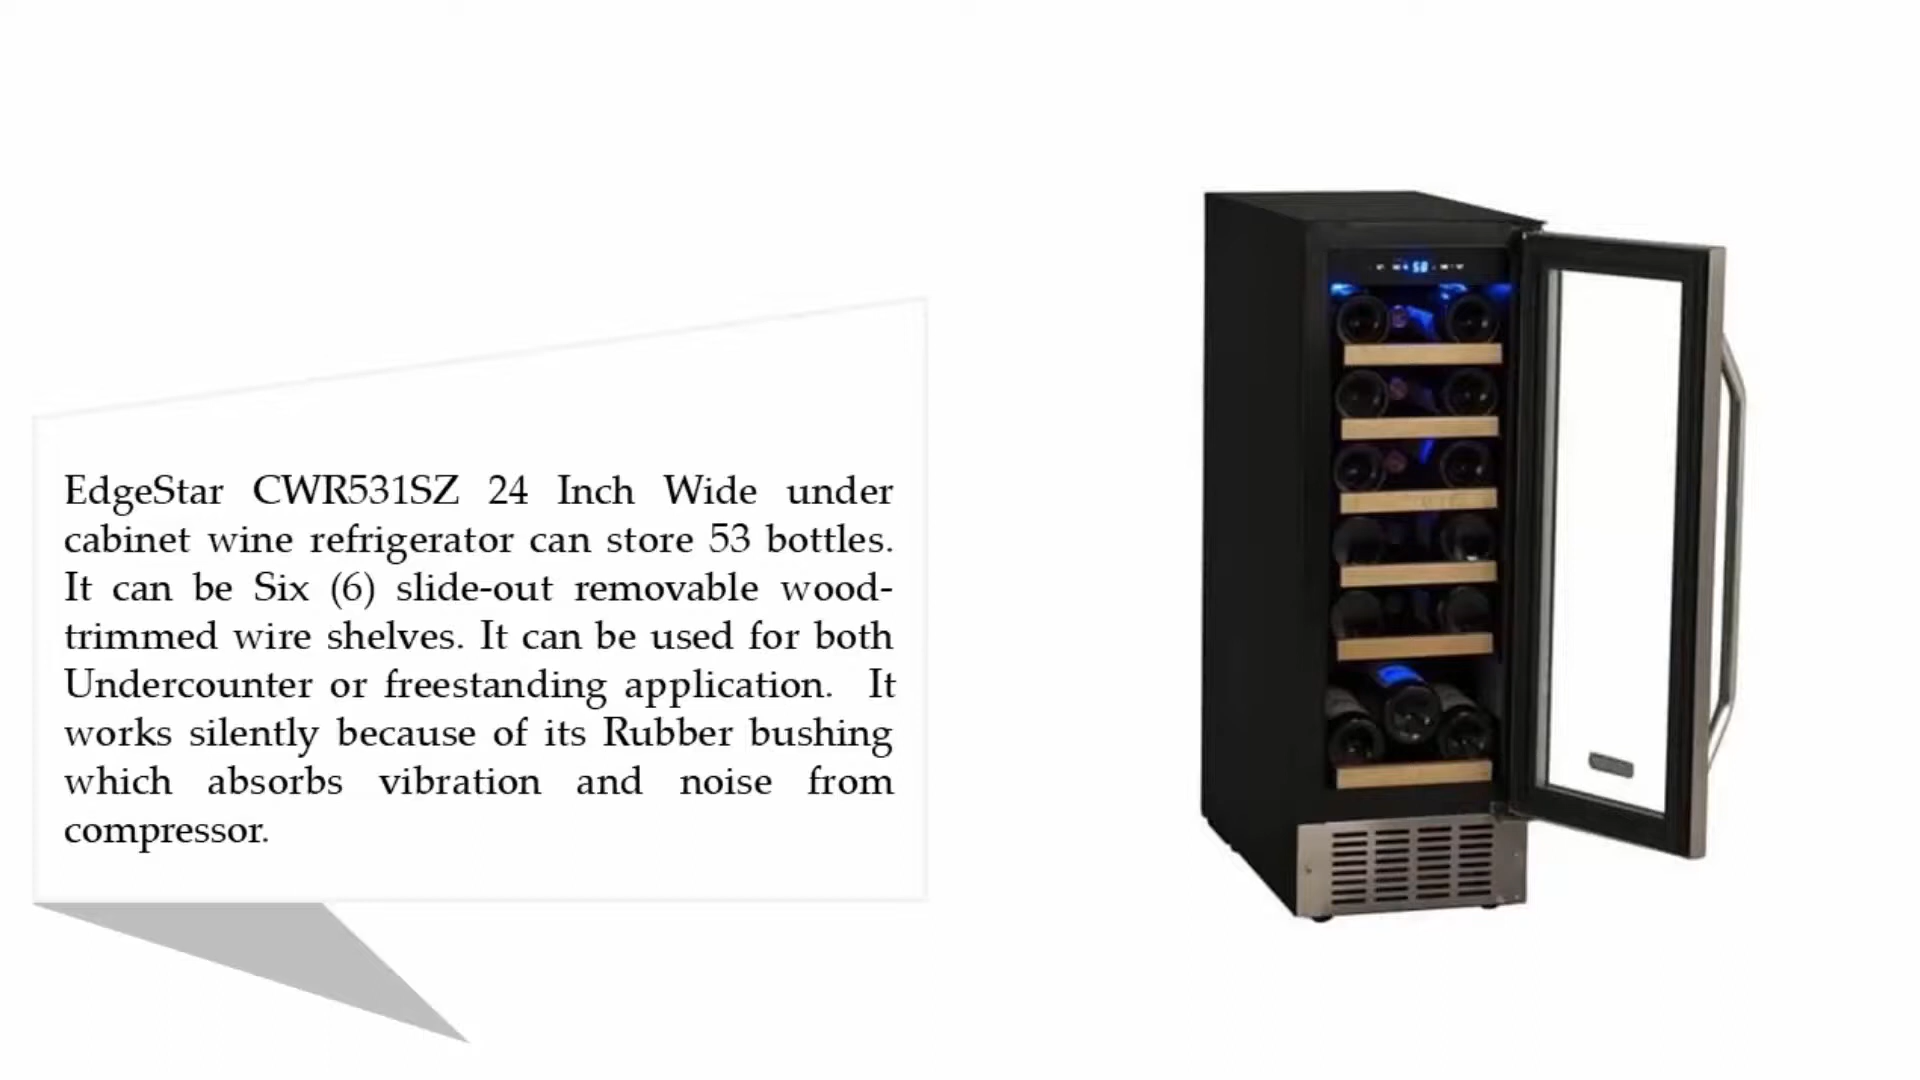 EdgeStar CWR531SZ 24 Inch Wide under
cabinet wine refrigerator can store 53 bottles.
It can be Six (6) slide-out removable wood-
trimmed wire shelves. It can be used for both
Undercounter or freestanding application. It
works silently because of its Rubber bushing
which absorbs vibration and noise from
compressor.